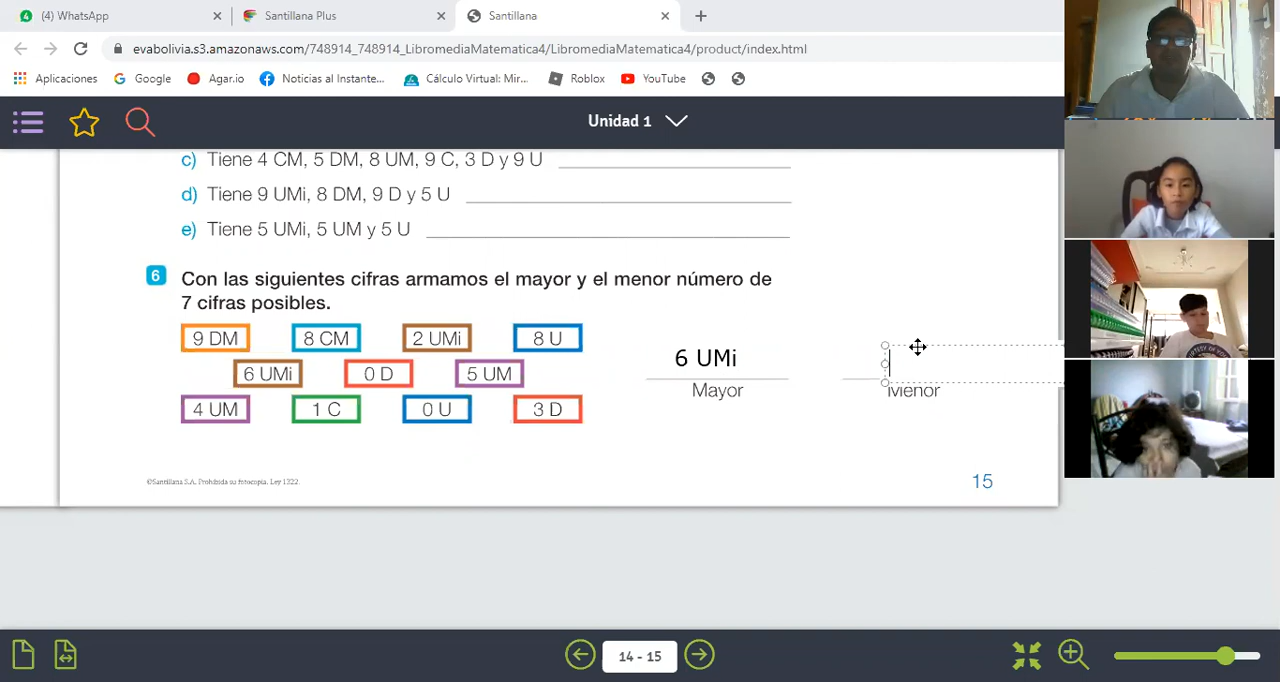 (4) WhatsApp
Santillana Plus
Santillana
evabolivia.s3.amazonaws.com/748914_748914_LibromediaMatematica4/LibromediaMatematica4/product/index.html
Aplicaciones
Google
Agar.io
Noticias al Instante...
Cálculo Virtual: Mir...
Roblox
YouTube
Unidad 1
c) Tiene 4 CM, 5 DM, 8 UM, 9 C, 3 D y 9 U
d) Tiene 9 UMi, 8 DM, 9 D y 5 U
e) Tiene 5 UMi, 5 UM y 5 U
6 Con las siguientes cifras armamos el mayor y el menor número de
7 cifras posibles.
9 DM 8 CM 2 UMi 8 U
6 UMi 0 D 5 UM
4 UM 1 C 0 U 3 D
6 UMi
Mayor
Menor
©Santillana S.A. Prohibida su fotocopia. Ley 1322.
15
14 - 15